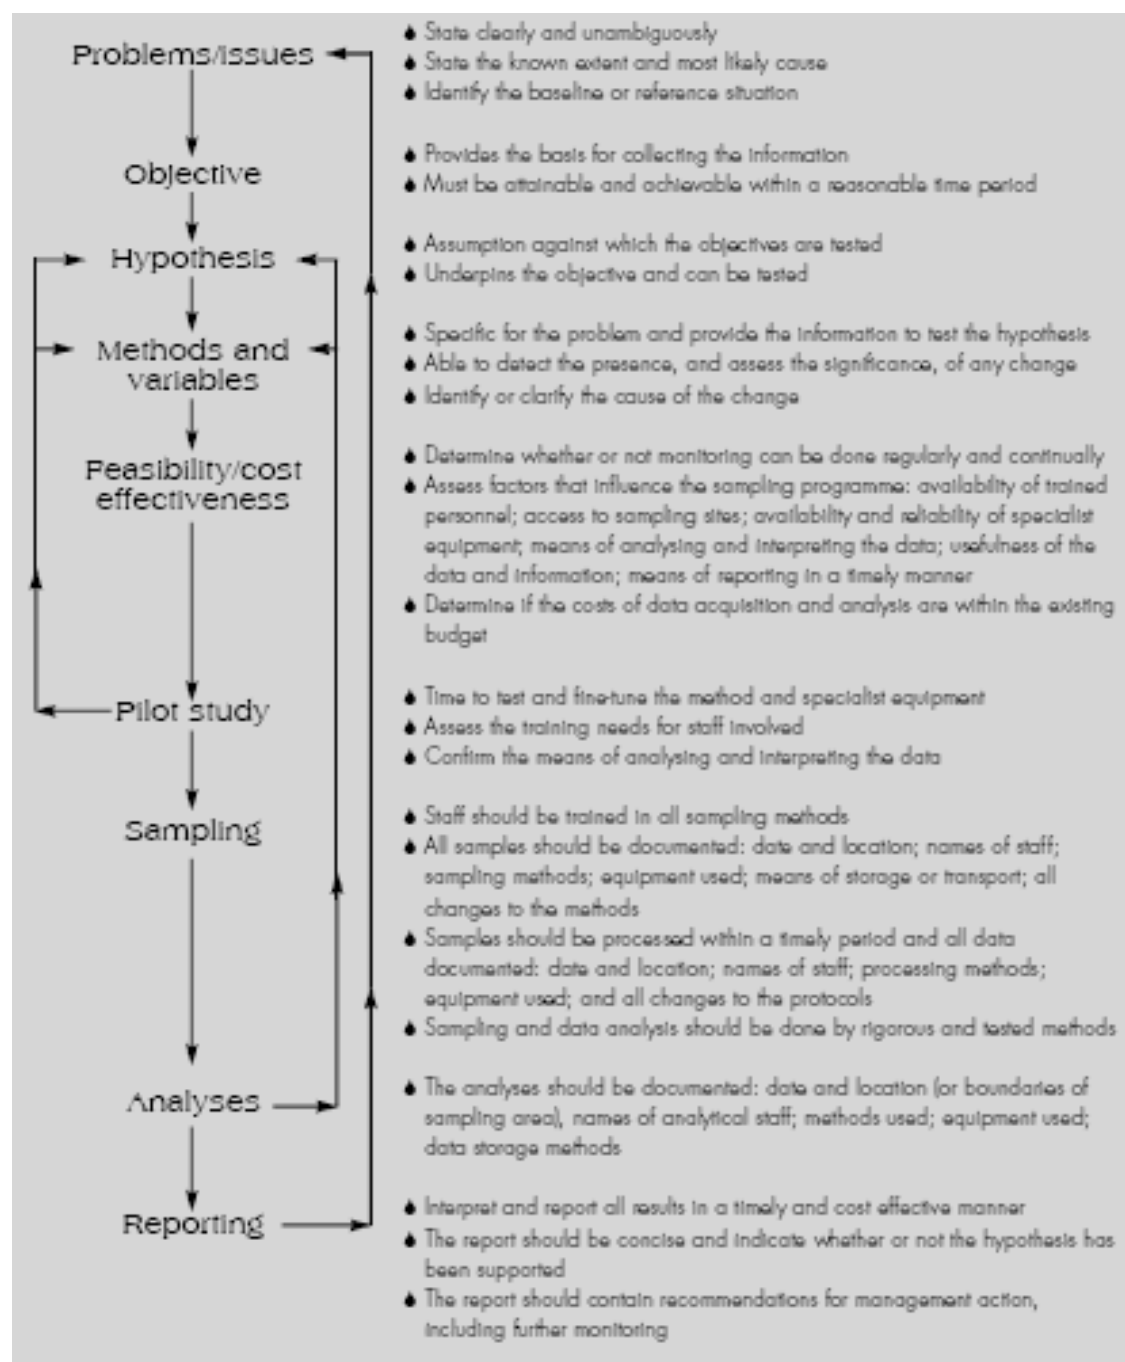 Problems/issues
State clearly and unambiguously
State the known extent and most likely cause
Identify the baseline or reference situation
Objective
Provides the basis for collecting the information
Must be attainable and achievable within a reasonable time period
Hypothesis
Assumption against which the objectives are tested
Underpins the objective and can be tested
Methods and
variables
Specific for the problem and provide the information to test the hypothesis
Able to detect the presence, and assess the significance, of any change
Identify or clarify the cause of the change
Feasibility/cost
effectiveness
Determine whether or not monitoring can be done regularly and continually
Assess factors that influence the sampling programme: availability of trained
personnel; access to sampling sites; availability and reliability of specialist
equipment; means of analysing and interpreting the data; usefulness of the
data and information; means of reporting in a timely manner
Determine if the costs of data acquisition and analysis are within the existing
budget
Pilot study
Time to test and fine-tune the method and specialist equipment
Assess the training needs for staff involved
Confirm the means of analysing and interpreting the data
Sampling
Staff should be trained in all sampling methods
All samples should be documented: date and location; names of staff;
sampling methods; equipment used; means of storage or transport; all
changes to the methods
Samples should be processed within a timely period and all data
documented: date and location; names of staff; processing methods;
equipment used; and all changes to the protocols
Sampling and data analysis should be done by rigorous and tested methods
Analyses
The analyses should be documented: date and location (or boundaries of
sampling area), names of analytical staff; methods used; equipment used;
data storage methods
Reporting
Interpret and report all results in a timely and cost effective manner
The report should be concise and indicate whether or not the hypothesis has
been supported
The report should contain recommendations for management action,
including further monitoring